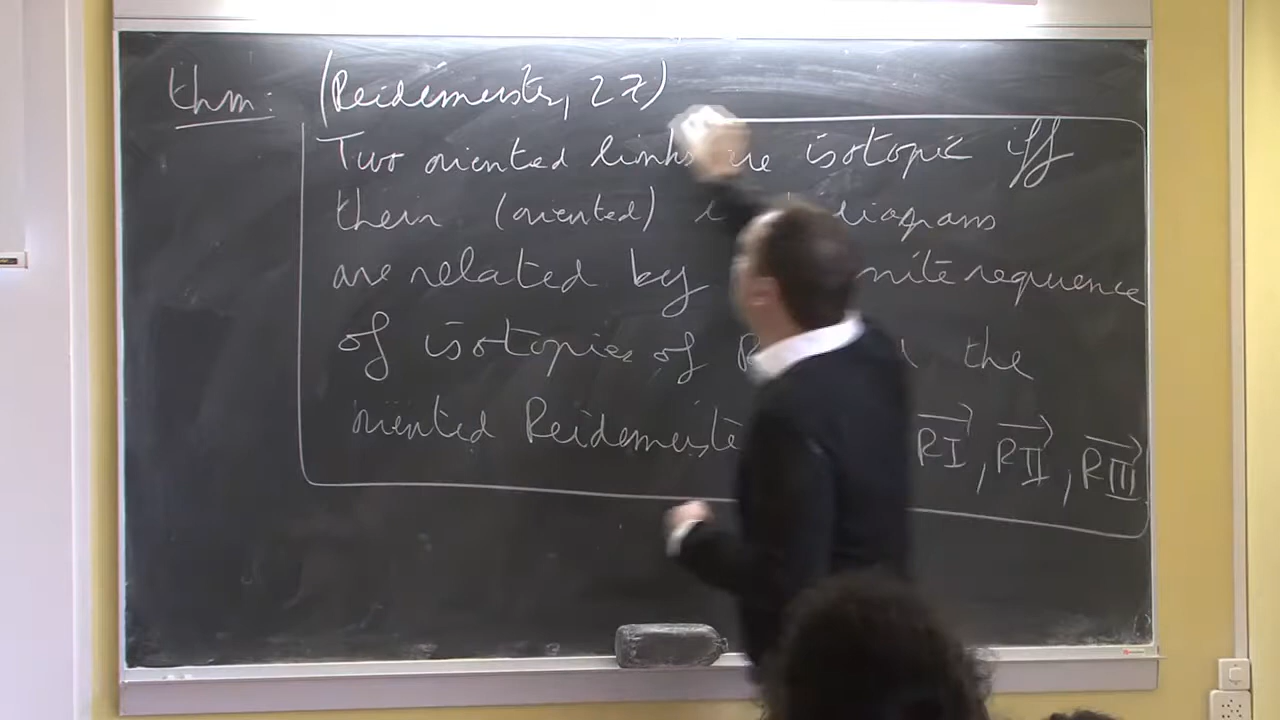 thm: (Reidemeister, 27)
Two oriented links are isotopic iff
their (oriented) diagrams
are related by finite sequence
of isotopies of the
oriented Reidemeister RI, RII, RIII